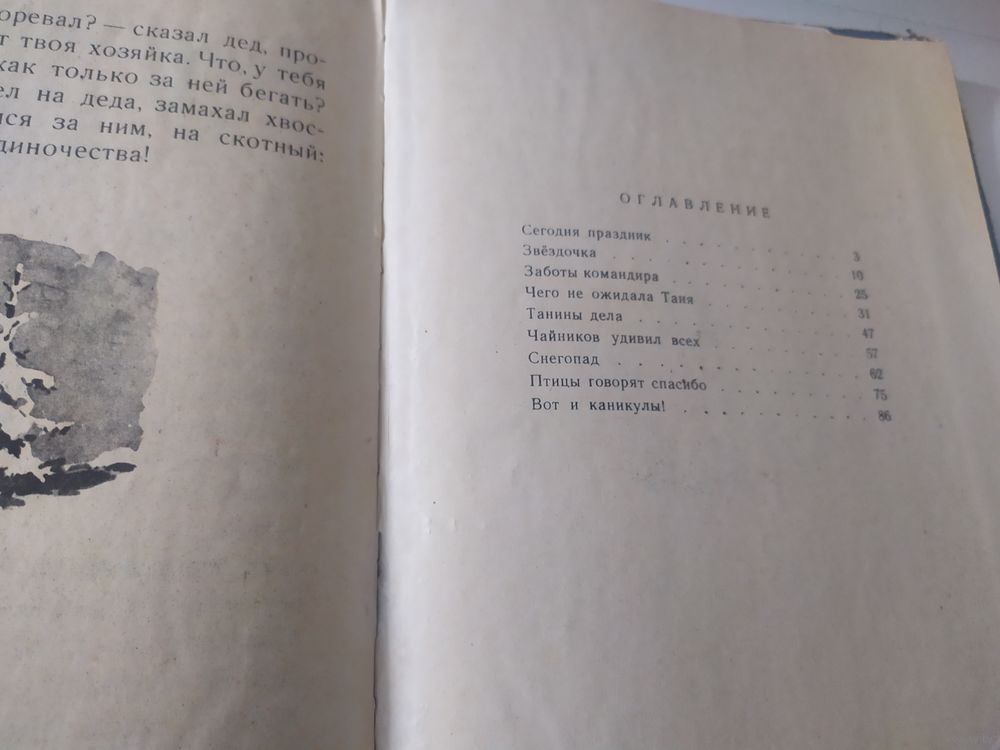 оревал? — сказал дед, про-
т твоя хозяйка. Что, у тебя
как только за ней бегать?
ел на деда, замахал хвос-
лся за ним, на скотный:
диночества!
ОГЛАВЛЕНИЕ
Сегодня праздник . . . . . . . . 3
Звёздочка . . . . . . . . 10
Заботы командира . . . . . . . . 25
Чего не ожидала Таня . . . . . . . . 31
Танины дела . . . . . . . . 47
Чайников удивил всех . . . . . . . . 57
Снегопад . . . . . . . . 62
Птицы говорят спасибо . . . . . . . . 75
Вот и каникулы! . . . . . . . . 86